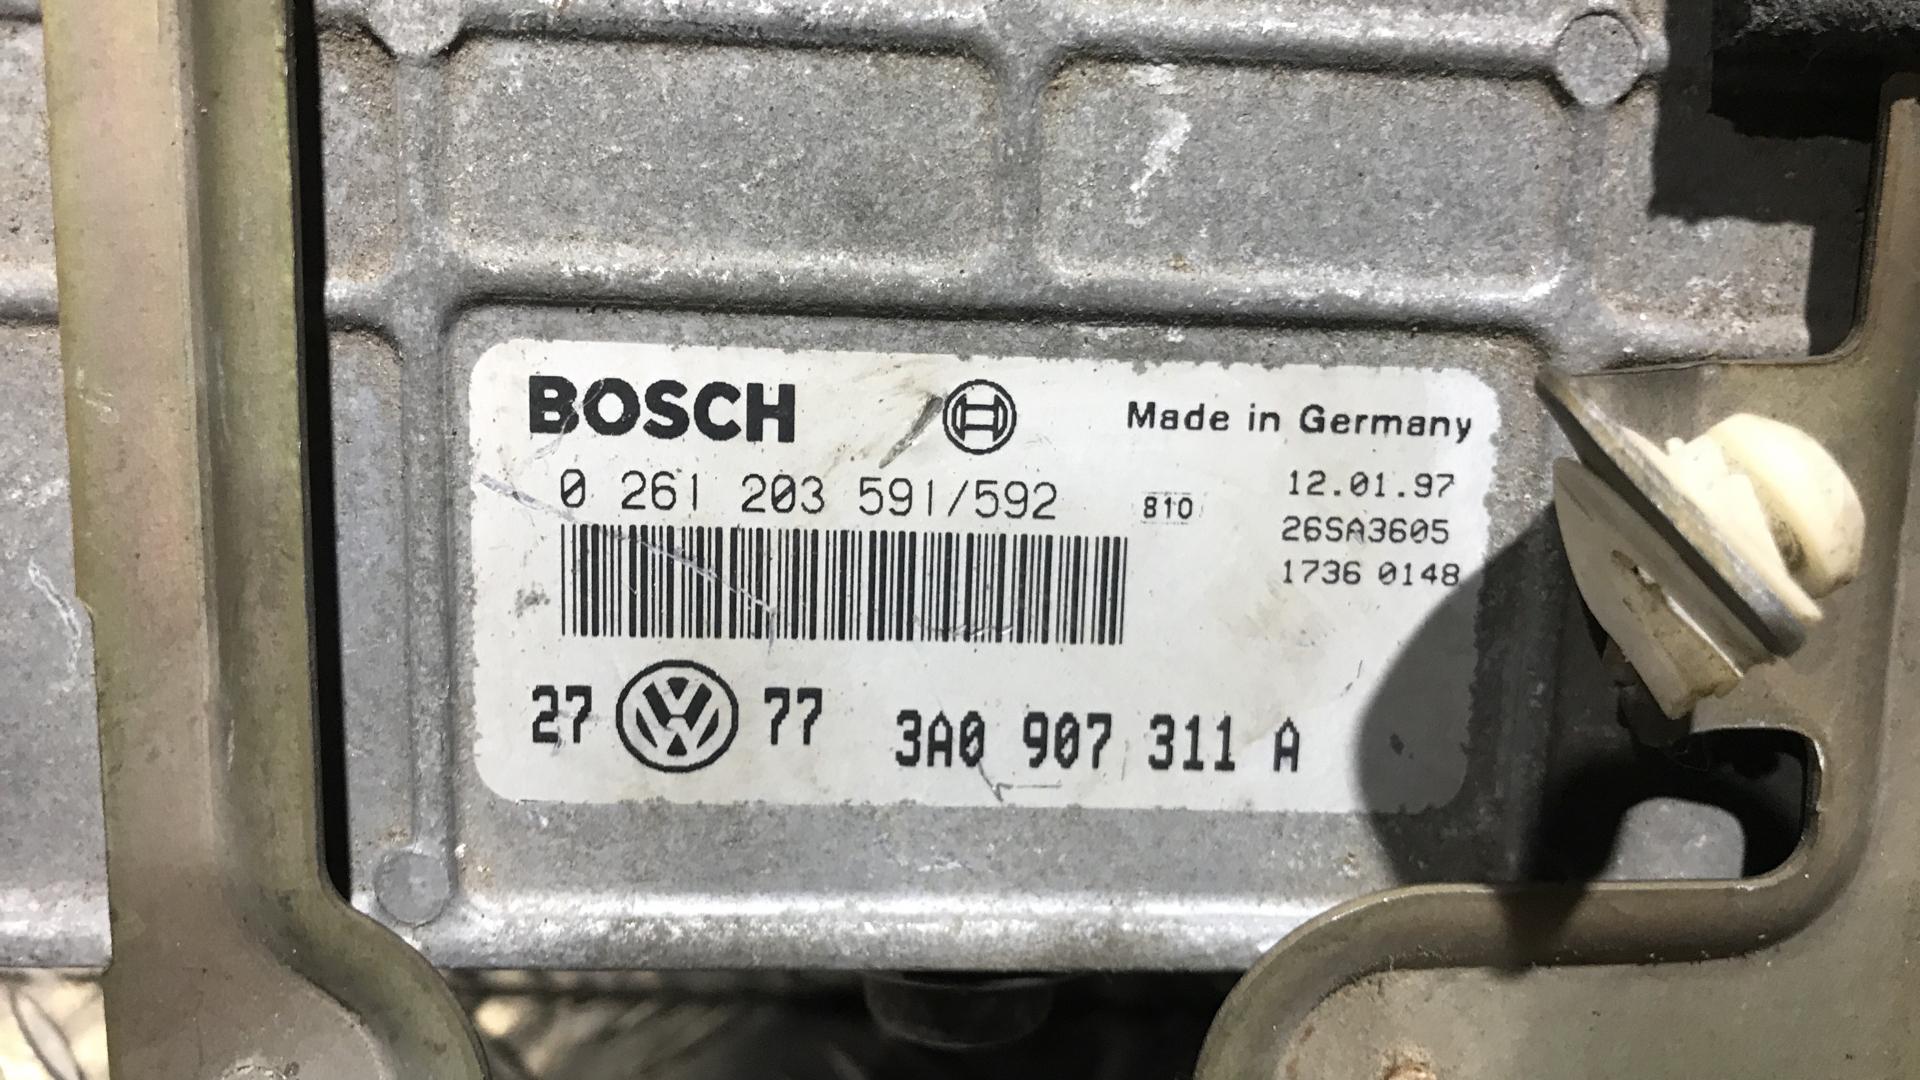 BOSCH Made in Germany
0 261 203 591/592 810 12.01.97
26SA3605
1736 0148
27 VW 77 3A0 907 311 A